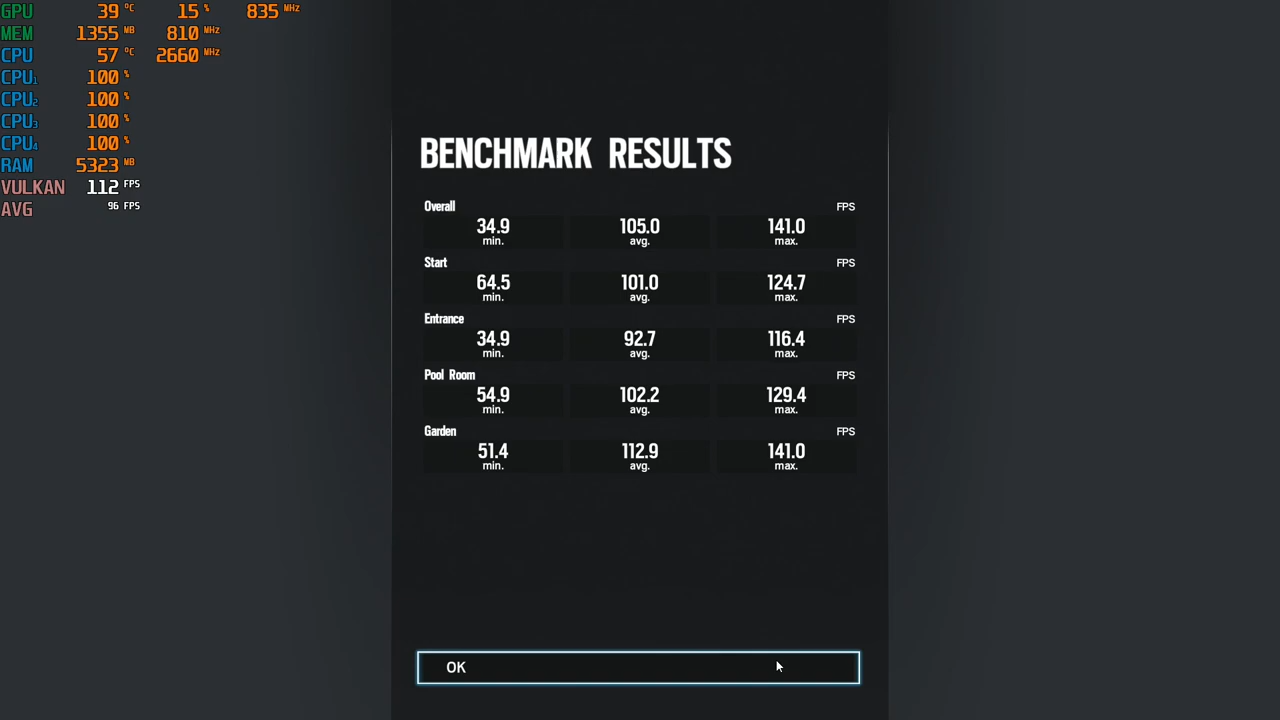 GPU 39 °C 15 % 835 MHz
MEM 1355 MB 810 MHz
CPU 57 °C 2660 MHz
CPU1 100 %
CPU2 100 %
CPU3 100 %
CPU4 100 %
RAM 5323 MB
VULKAN 112 FPS
AVG 96 FPS
BENCHMARK RESULTS
Overall FPS
34.9 105.0 141.0
min. avg. max.
Start FPS
64.5 101.0 124.7
min. avg. max.
Entrance FPS
34.9 92.7 116.4
min. avg. max.
Pool Room FPS
54.9 102.2 129.4
min. avg. max.
Garden FPS
51.4 112.9 141.0
min. avg. max.
OK